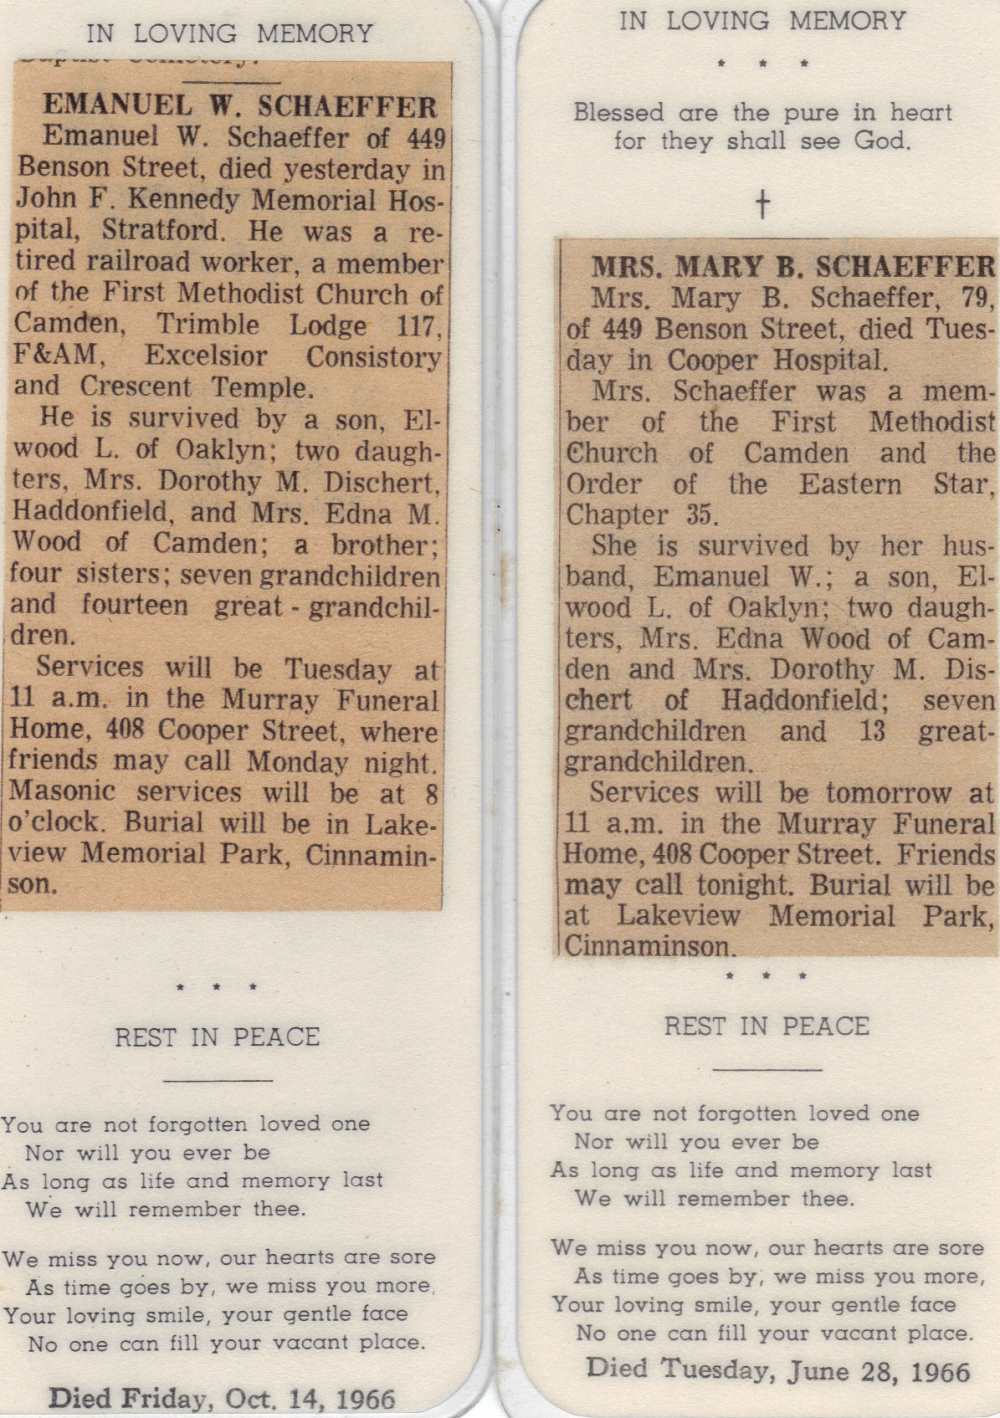 IN LOVING MEMORY
Baptist Cemetery.
EMANUEL W. SCHAEFFER
Emanuel W. Schaeffer of 449
Benson Street, died yesterday in
John F. Kennedy Memorial Hos-
pital, Stratford. He was a re-
tired railroad worker, a member
of the First Methodist Church of
Camden, Trimble Lodge 117,
F&AM, Excelsior Consistory
and Crescent Temple.
He is survived by a son, El-
wood L. of Oaklyn; two daugh-
ters, Mrs. Dorothy M. Dischert,
Haddonfield, and Mrs. Edna M.
Wood of Camden; a brother;
four sisters; seven grandchildren
and fourteen great - grandchil-
dren.
Services will be Tuesday at
11 a.m. in the Murray Funeral
Home, 408 Cooper Street, where
friends may call Monday night.
Masonic services will be at 8
o'clock. Burial will be in Lake-
view Memorial Park, Cinnamin-
son.
* * *
REST IN PEACE
You are not forgotten loved one
Nor will you ever be
As long as life and memory last
We will remember thee.
We miss you now, our hearts are sore
As time goes by, we miss you more,
Your loving smile, your gentle face
No one can fill your vacant place.
Died Friday, Oct. 14, 1966
IN LOVING MEMORY
* * *
Blessed are the pure in heart
for they shall see God.
†
MRS. MARY B. SCHAEFFER
Mrs. Mary B. Schaeffer, 79,
of 449 Benson Street, died Tues-
day in Cooper Hospital.
Mrs. Schaeffer was a mem-
ber of the First Methodist
Church of Camden and the
Order of the Eastern Star,
Chapter 35.
She is survived by her hus-
band, Emanuel W.; a son, El-
wood L. of Oaklyn; two daugh-
ters, Mrs. Edna Wood of Cam-
den and Mrs. Dorothy M. Dis-
chert of Haddonfield; seven
grandchildren and 13 great-
grandchildren.
Services will be tomorrow at
11 a.m. in the Murray Funeral
Home, 408 Cooper Street. Friends
may call tonight. Burial will be
at Lakeview Memorial Park,
Cinnaminson.
* * *
REST IN PEACE
You are not forgotten loved one
Nor will you ever be
As long as life and memory last
We will remember thee.
We miss you now, our hearts are sore
As time goes by, we miss you more,
Your loving smile, your gentle face
No one can fill your vacant place.
Died Tuesday, June 28, 1966